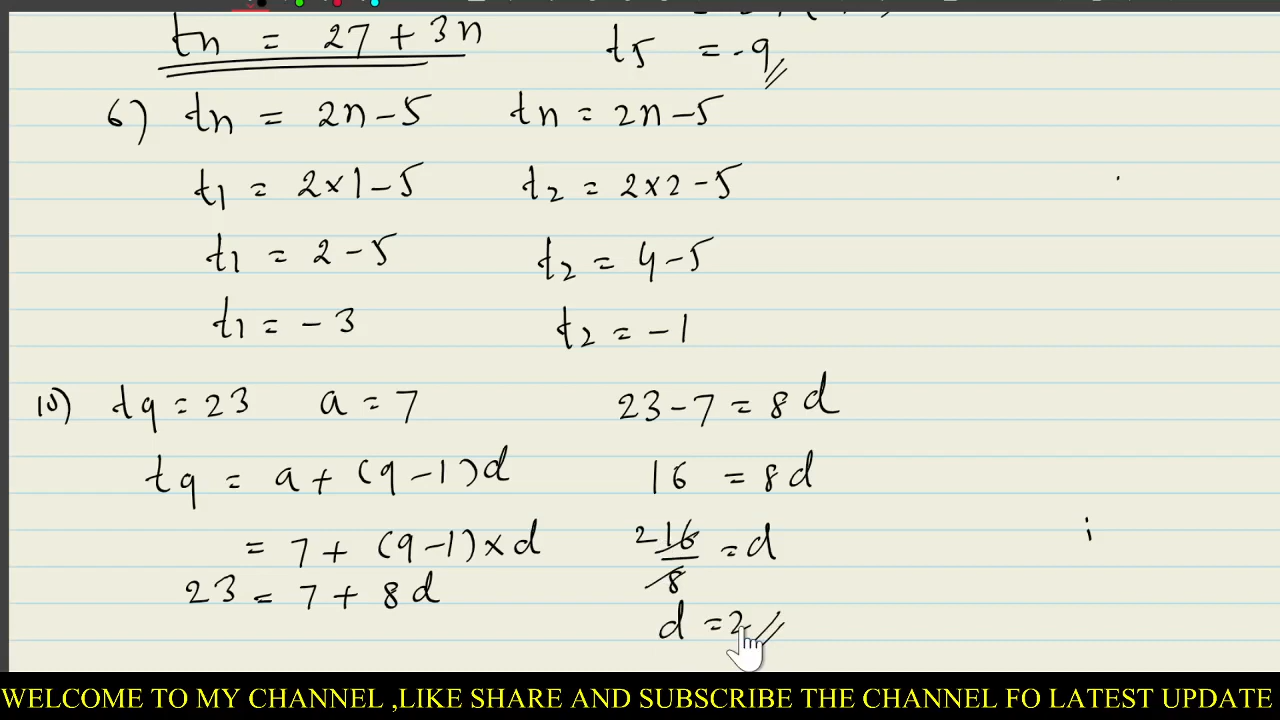 tn = 27 + 3n
t5 = -9
6) tn = 2n - 5 tn = 2n - 5
t1 = 2 × 1 - 5 t2 = 2 × 2 - 5
t1 = 2 - 5 t2 = 4 - 5
t1 = - 3 t2 = - 1
10) t9 = 23 a = 7
t9 = a + (9 - 1) d
= 7 + (9 - 1) × d
23 = 7 + 8 d
23 - 7 = 8 d
16 = 8 d
2 16/8 = d
d = 2
WELCOME TO MY CHANNEL ,LIKE SHARE AND SUBSCRIBE THE CHANNEL FO LATEST UPDATE